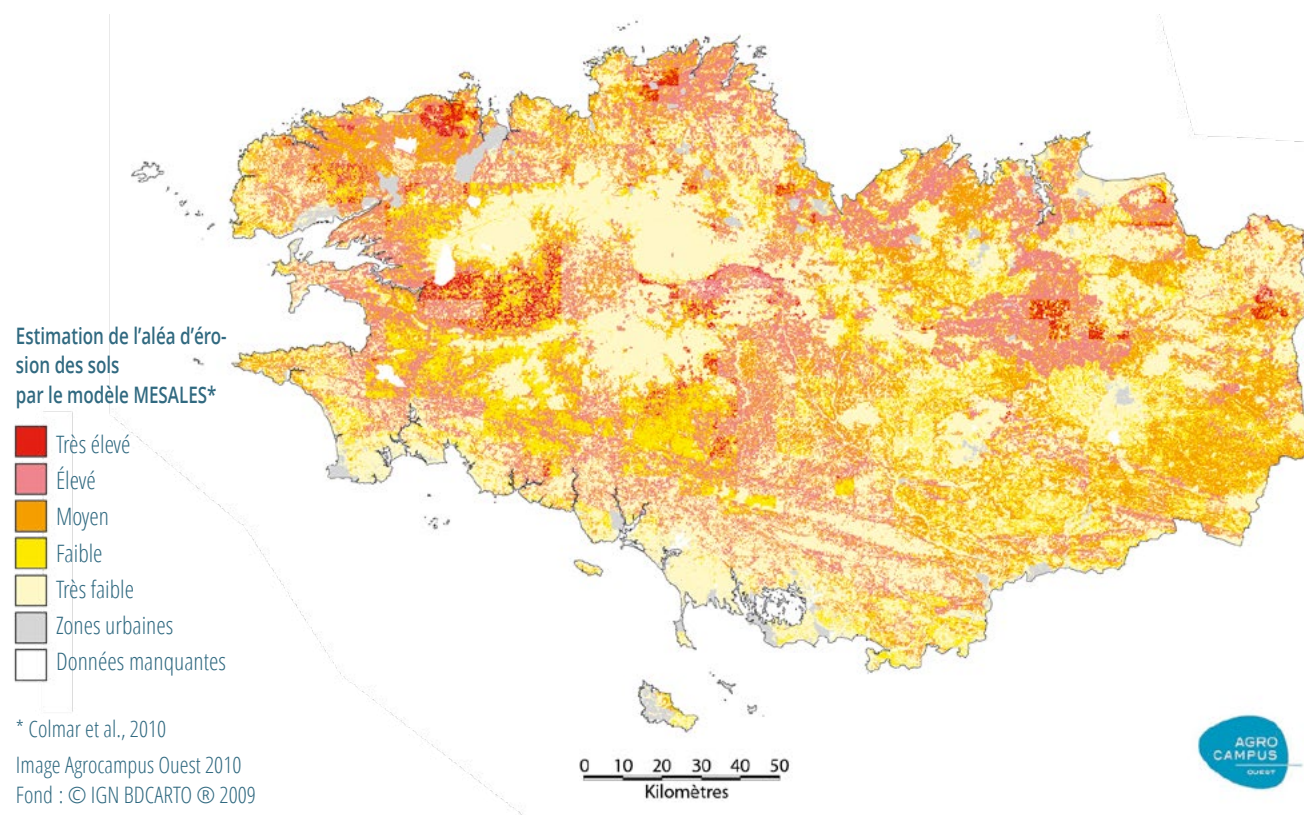 Estimation de l'aléa d'éro-
sion des sols
par le modèle MESALES*
Très élevé
Élevé
Moyen
Faible
Très faible
Zones urbaines
Données manquantes
* Colmar et al., 2010
Image Agrocampus Ouest 2010
Fond : © IGN BDCARTO ® 2009
0 10 20 30 40 50
Kilomètres
AGRO
CAMPUS
OUEST